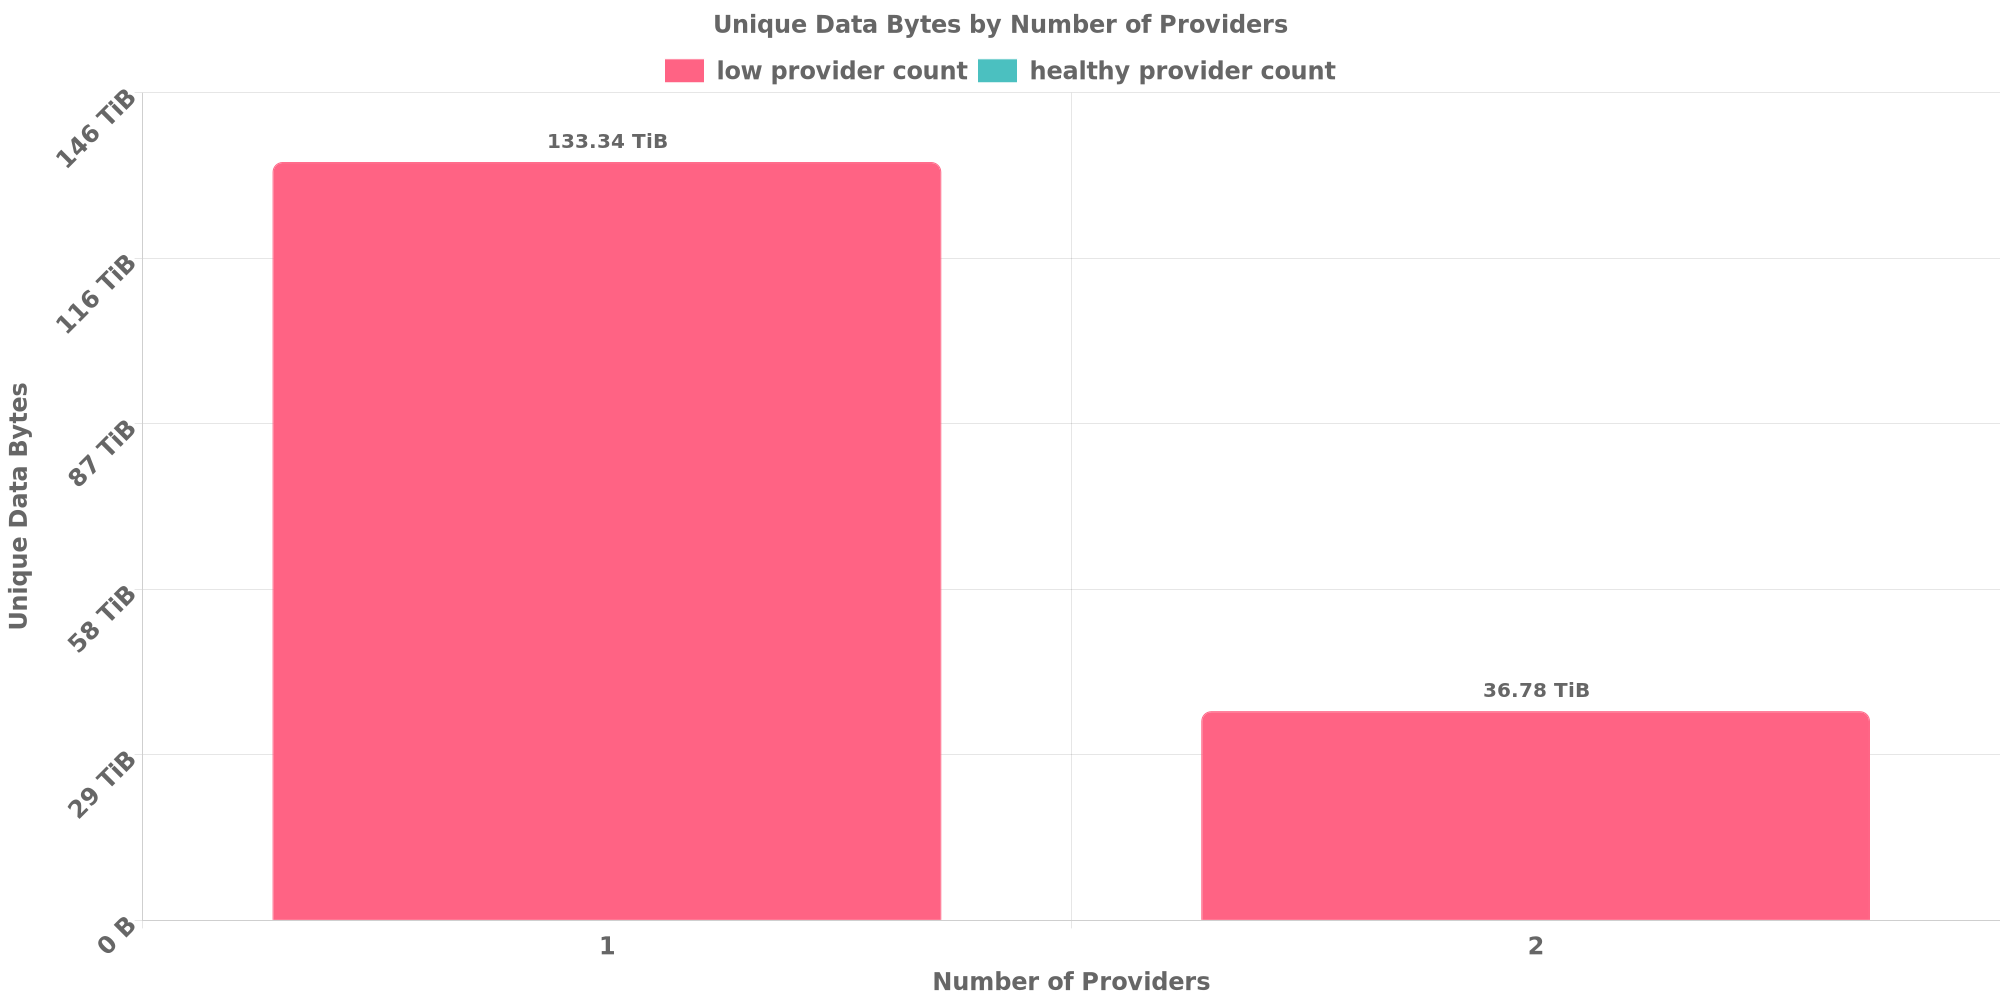 Unique Data Bytes by Number of Providers
low provider count healthy provider count
146 TiB
133.34 TiB
116 TiB
87 TiB
58 TiB
36.78 TiB
29 TiB
0 B
Unique Data Bytes
1 2
Number of Providers